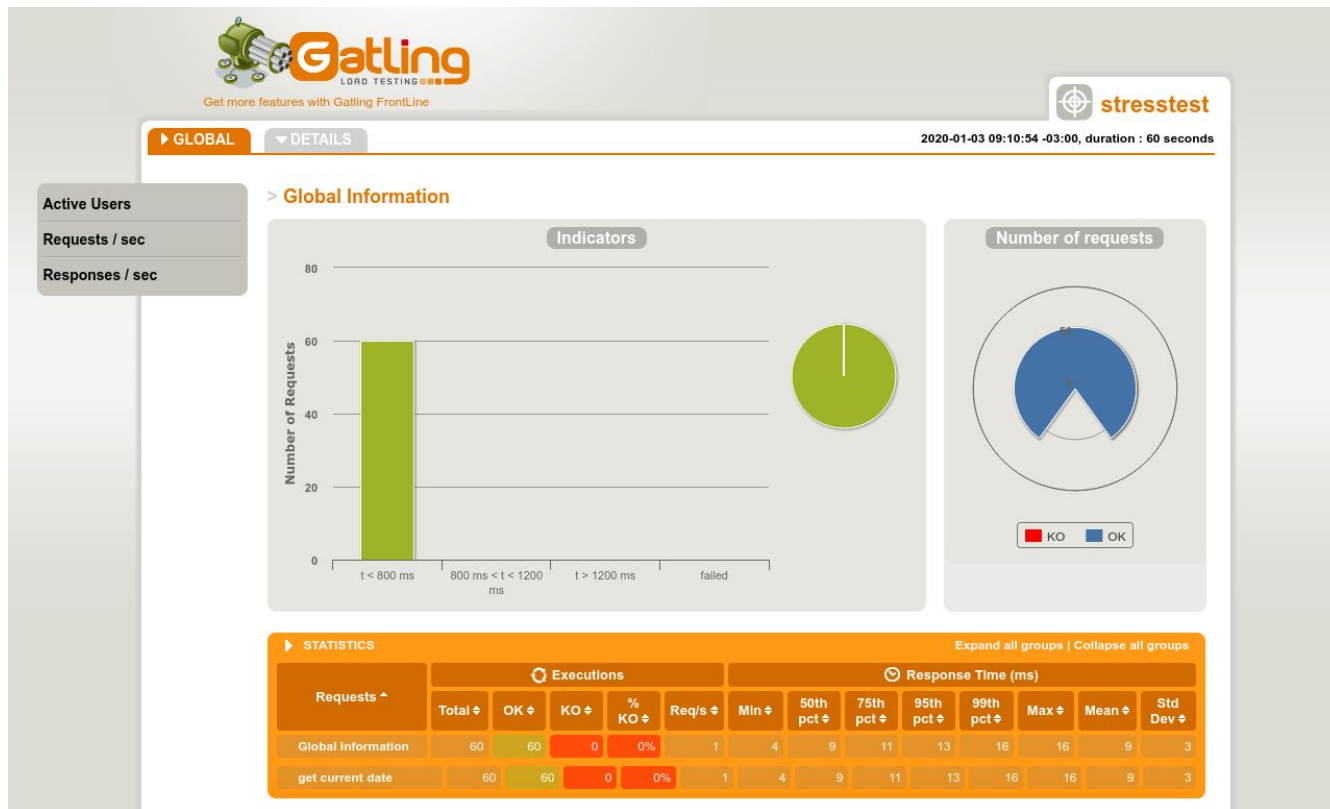 Gatling
LOAD TESTING
Get more features with Gatling FrontLine
stresstest
GLOBAL
DETAILS
2020-01-03 09:10:54 -03:00, duration : 60 seconds
Active Users
Requests / sec
Responses / sec
> Global Information
Indicators
80
60
40
20
0
Number of Requests
t < 800 ms
800 ms < t < 1200
ms
t > 1200 ms
failed
Number of requests
50
KO OK
STATISTICS
Expand all groups | Collapse all groups
Requests
Executions
Response Time (ms)
Total OK KO % KO Req/s Min 50th pct 75th pct 95th pct 99th pct Max Mean Std Dev
Global Information 60 60 0 0% 1 4 9 11 13 16 16 9 3
get current date 60 60 0 0% 1 4 9 11 13 16 16 9 3